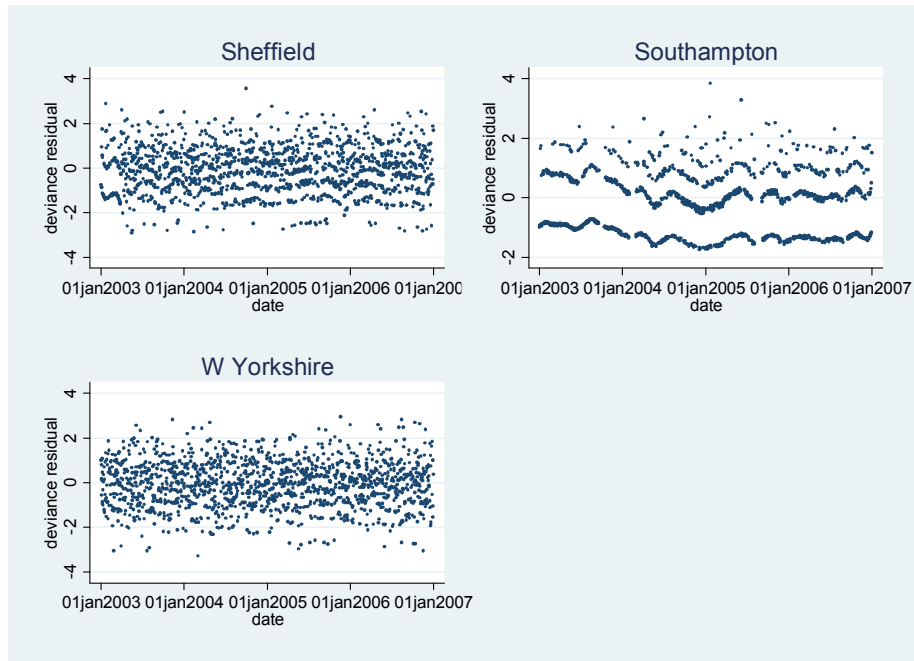 Sheffield
4
2
0
-2
-4
deviance residual
01jan2003 01jan2004 01jan2005 01jan2006 01jan200
date
Southampton
4
2
0
-2
deviance residual
01jan2003 01jan2004 01jan2005 01jan2006 01jan2007
date
W Yorkshire
4
2
0
-2
-4
deviance residual
01jan2003 01jan2004 01jan2005 01jan2006 01jan2007
date